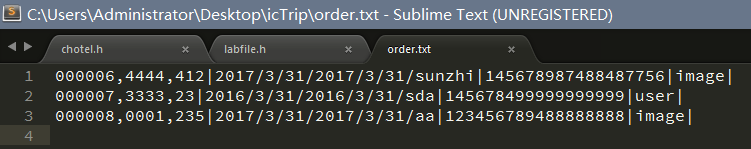 C:\Users\Administrator\Desktop\icTrip\order.txt - Sublime Text (UNREGISTERED)
chotel.h × labfile.h × order.txt ×
1 000006,4444,412|2017/3/31/2017/3/31/sunzhi|145678987488487756|image|
2 000007,3333,23|2016/3/31/2016/3/31/sda|145678499999999999|user|
3 000008,0001,235|2017/3/31/2017/3/31/aa|123456789488888888|image|
4